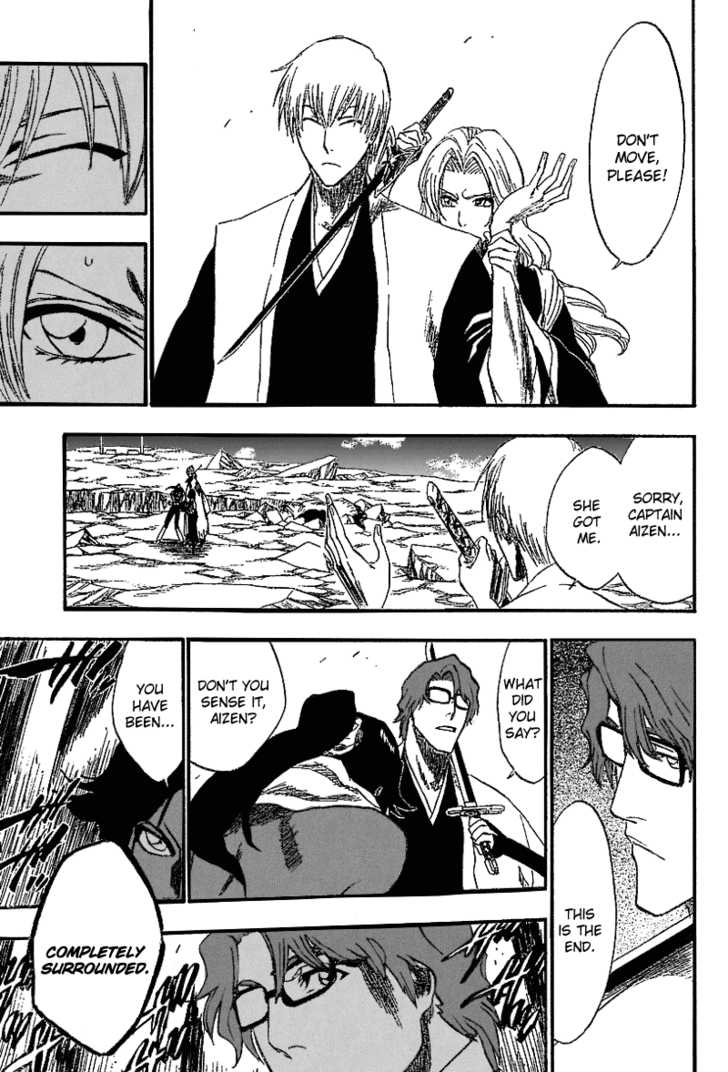 DON'T
MOVE,
PLEASE!
SORRY,
CAPTAIN
AIZEN...
SHE
GOT
ME.
THIS
IS THE
END.
WHAT
DID
YOU
SAY?
DON'T YOU
SENSE IT,
AIZEN?
YOU
HAVE
BEEN...
COMPLETELY
SURROUNDED.